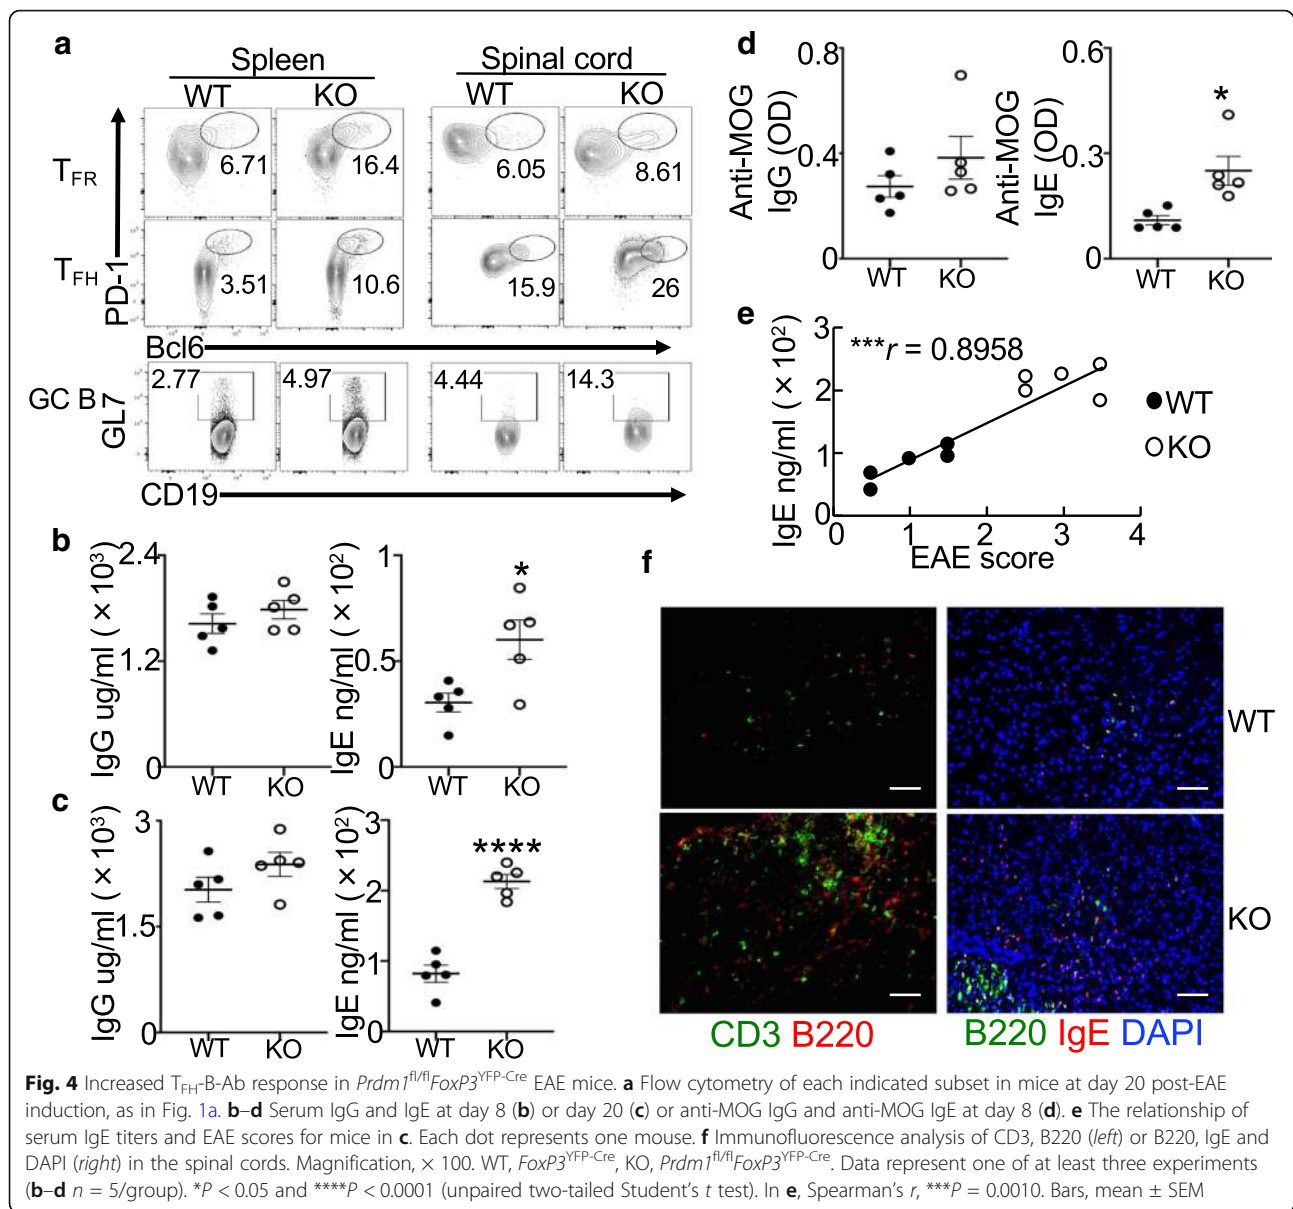 a
Spleen
Spinal cord
WT
KO
WT
KO
TFR
6.71
16.4
6.05
8.61
TFH
3.51
10.6
15.9
26
PD-1
Bcl6
GC B
GL7
2.77
4.97
4.44
14.3
CD19
b
IgG ug/ml ( × 10³)
2.4
1.2
0
WT
KO
IgE ng/ml ( × 10²)
1
0.5
0
*
WT
KO
c
IgG ug/ml ( × 10³)
3
1.5
0
WT
KO
IgE ng/ml ( × 10²)
3
2
1
0
****
WT
KO
d
Anti-MOG
IgG (OD)
0.8
0.4
0
WT
KO
Anti-MOG
IgE (OD)
0.6
0.3
0
*
WT
KO
e
IgE ng/ml ( × 10²)
3
2
1
0
***r = 0.8958
WT
KO
0 1 2 3 4
EAE score
f
WT
KO
CD3 B220
B220 IgE DAPI
Fig. 4 Increased TFH-B-Ab response in Prdm1fl/flFoxP3YFP-Cre EAE mice. a Flow cytometry of each indicated subset in mice at day 20 post-EAE
induction, as in Fig. 1a. b–d Serum IgG and IgE at day 8 (b) or day 20 (c) or anti-MOG IgG and anti-MOG IgE at day 8 (d). e The relationship of
serum IgE titers and EAE scores for mice in c. Each dot represents one mouse. f Immunofluorescence analysis of CD3, B220 (left) or B220, IgE and
DAPI (right) in the spinal cords. Magnification, × 100. WT, FoxP3YFP-Cre, KO, Prdm1fl/flFoxP3YFP-Cre. Data represent one of at least three experiments
(b–d n = 5/group). *P < 0.05 and ****P < 0.0001 (unpaired two-tailed Student's t test). In e, Spearman's r, ***P = 0.0010. Bars, mean ± SEM